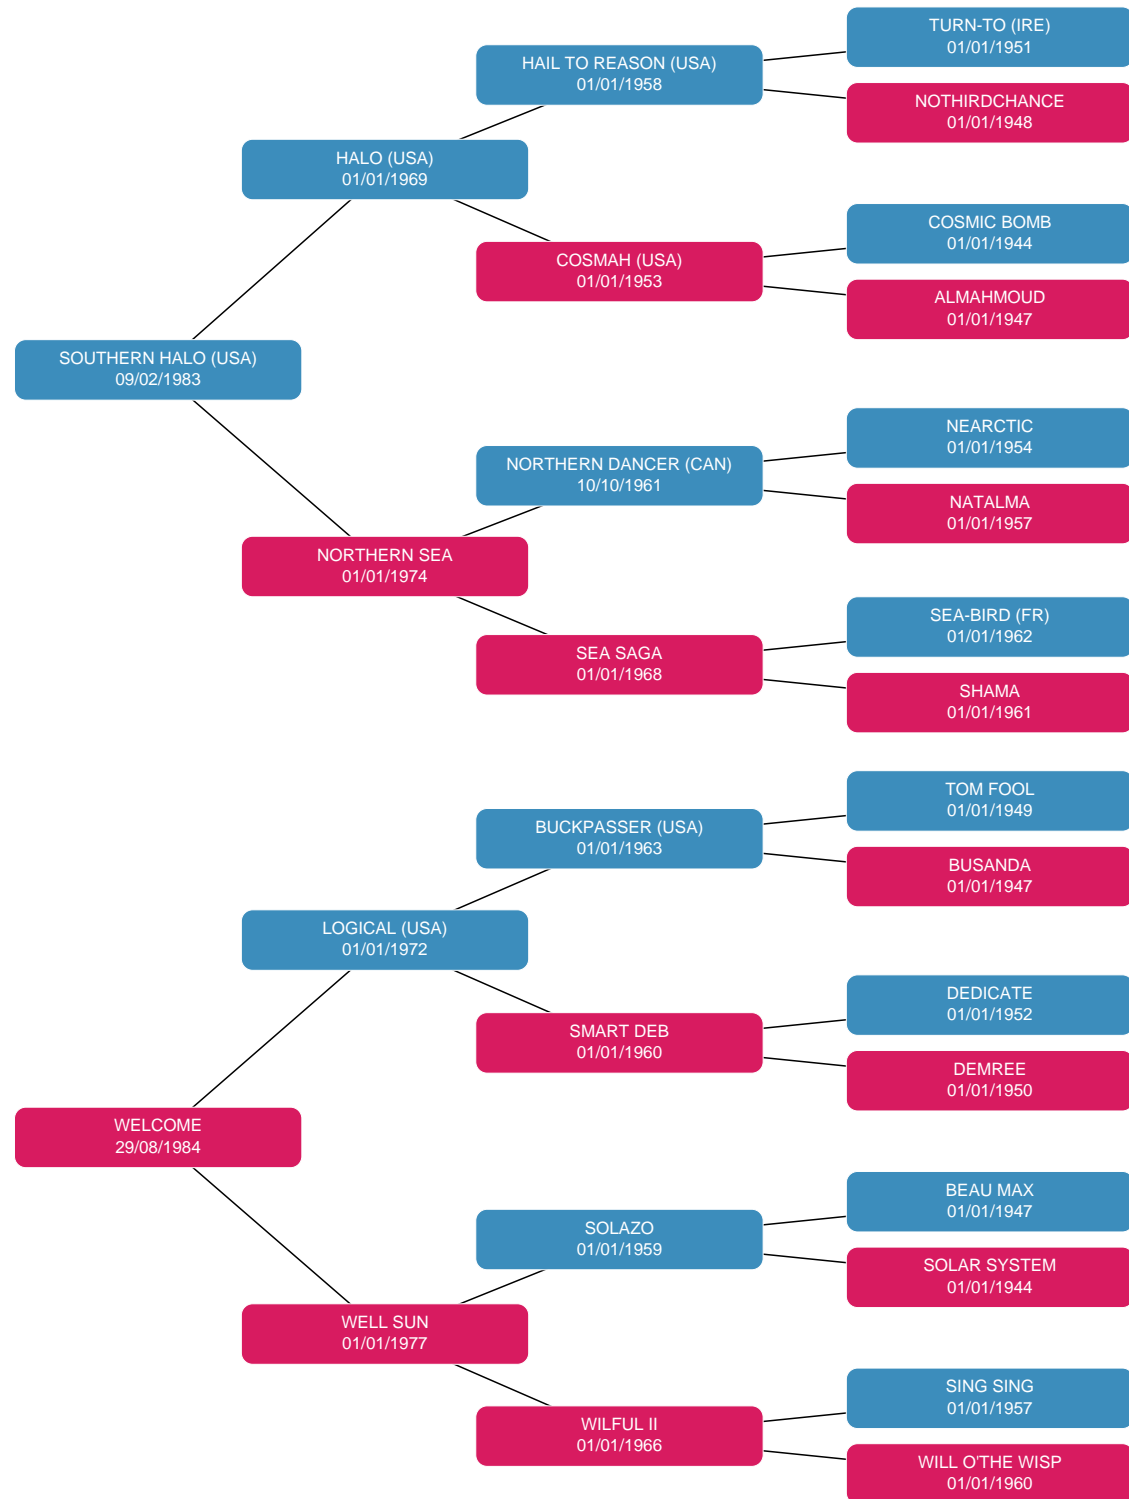 TURN-TO (IRE)
01/01/1951
HAIL TO REASON (USA)
01/01/1958
NOTHIRDCHANCE
01/01/1948
HALO (USA)
01/01/1969
COSMIC BOMB
01/01/1944
COSMAH (USA)
01/01/1953
ALMAHMOUD
01/01/1947
SOUTHERN HALO (USA)
09/02/1983
NEARCTIC
01/01/1954
NORTHERN DANCER (CAN)
10/10/1961
NATALMA
01/01/1957
NORTHERN SEA
01/01/1974
SEA-BIRD (FR)
01/01/1962
SEA SAGA
01/01/1968
SHAMA
01/01/1961
TOM FOOL
01/01/1949
BUCKPASSER (USA)
01/01/1963
BUSANDA
01/01/1947
LOGICAL (USA)
01/01/1972
DEDICATE
01/01/1952
SMART DEB
01/01/1960
DEMREE
01/01/1950
WELCOME
29/08/1984
BEAU MAX
01/01/1947
SOLAZO
01/01/1959
SOLAR SYSTEM
01/01/1944
WELL SUN
01/01/1977
SING SING
01/01/1957
WILFUL II
01/01/1966
WILL O'THE WISP
01/01/1960